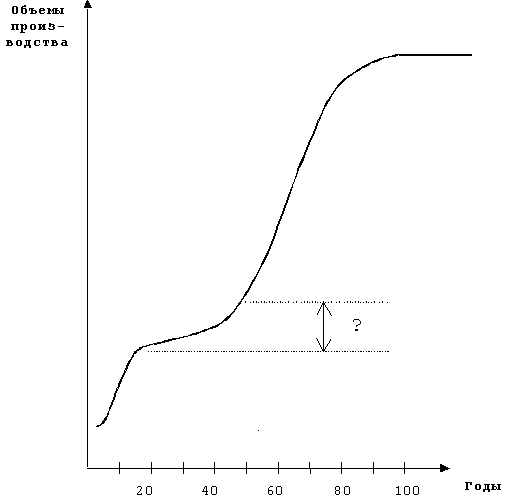 Объемы
произ-
водства
?
20 40 60 80 100
Годы